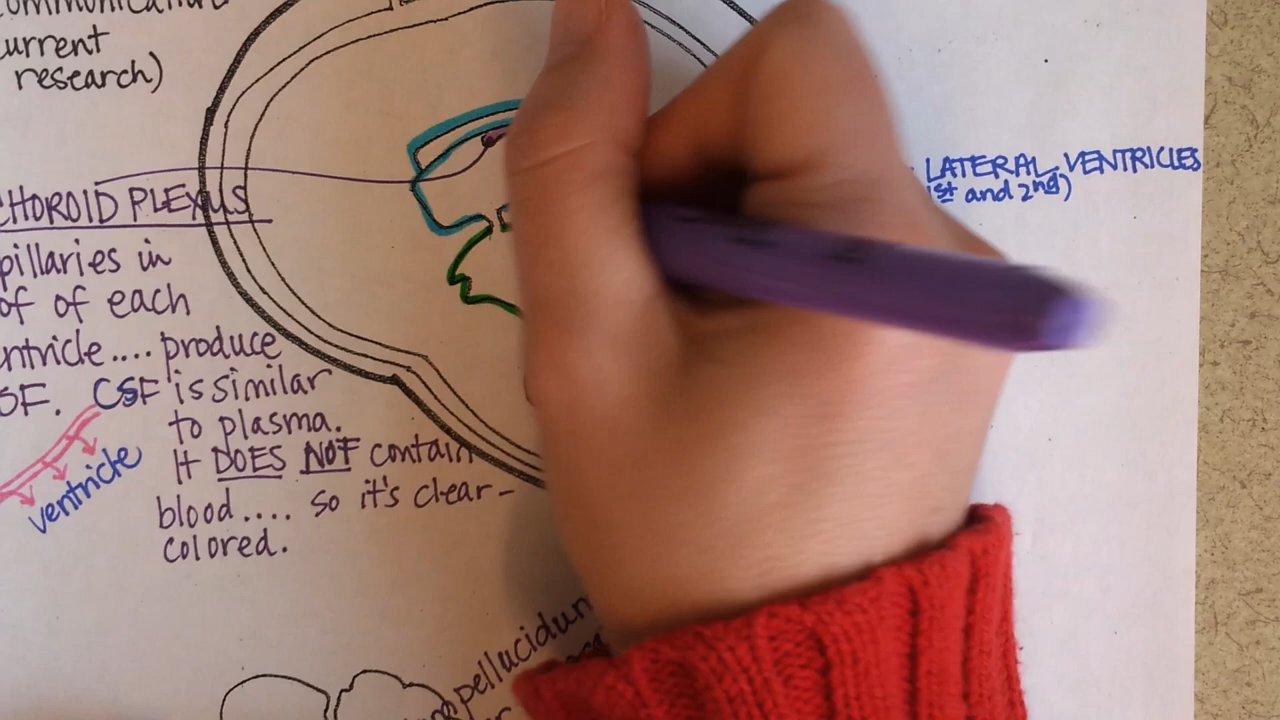 current
research)
CHOROID PLEXUS
LATERAL VENTRICLES
1st and 2nd)
pillaries in
of of each
ntricle.... produce
SF. CSF is similar
to plasma.
It DOES NOT contain
blood.... so it's clear-
colored.
ventricle
pellucidum